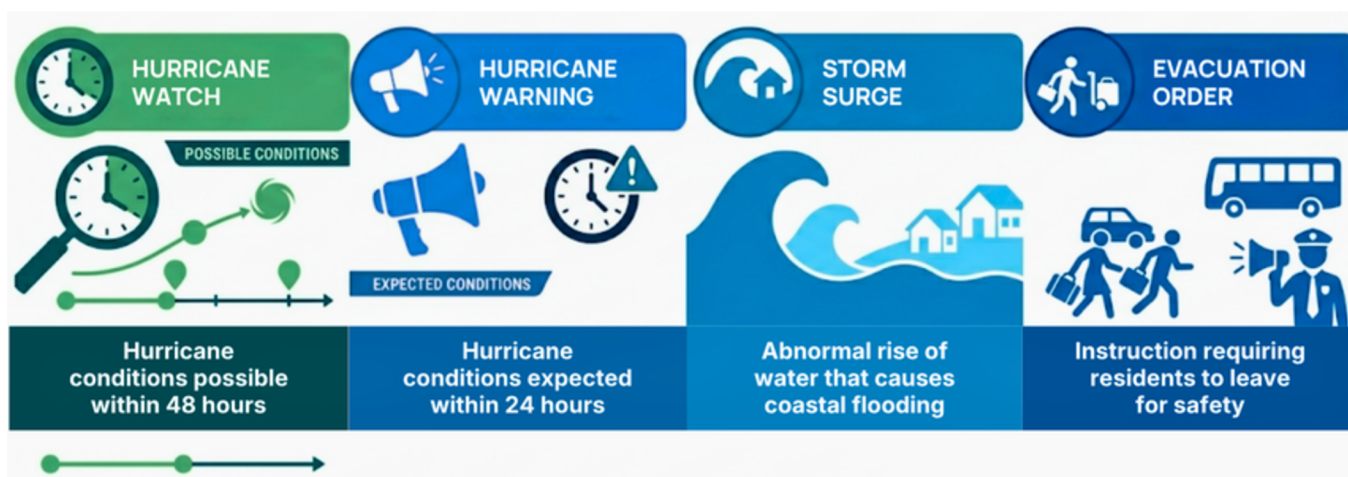 HURRICANE
WATCH
HURRICANE
WARNING
STORM
SURGE
EVACUATION
ORDER
POSSIBLE CONDITIONS
EXPECTED CONDITIONS
Hurricane
conditions possible
within 48 hours
Hurricane
conditions expected
within 24 hours
Abnormal rise of
water that causes
coastal flooding
Instruction requiring
residents to leave
for safety